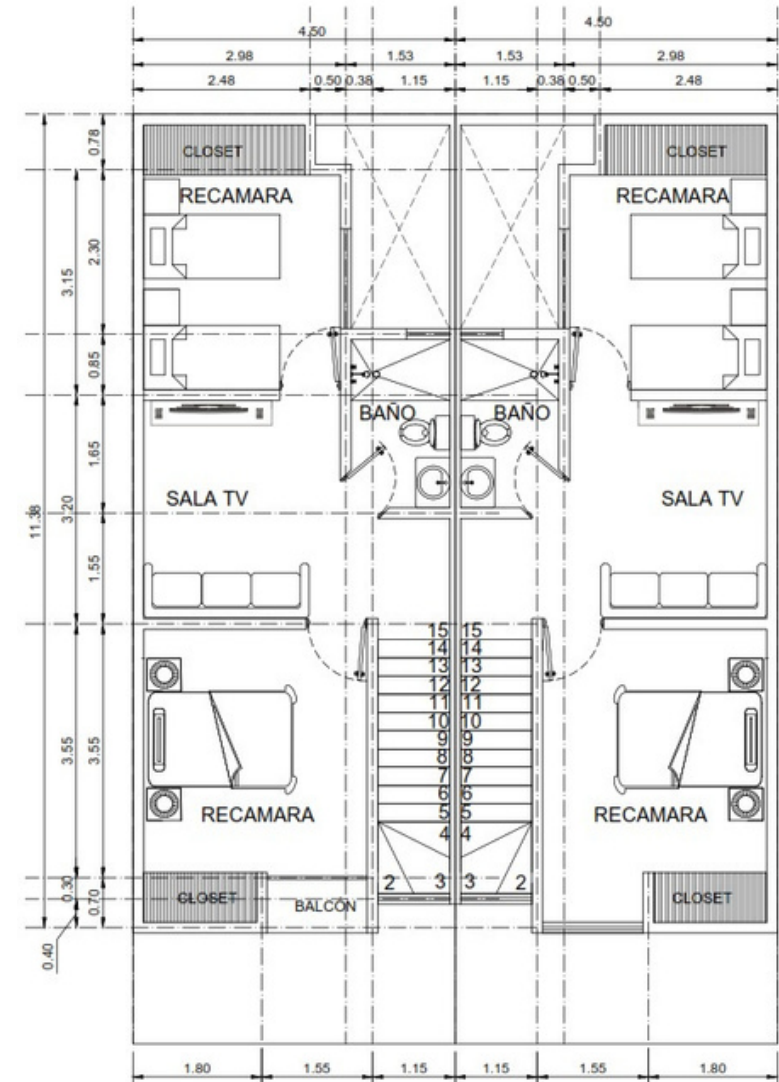 4.50 4.50
2.98 1.53 1.53 2.98
2.48 0.50 0.38 1.15 1.15 0.38 0.50 2.48
0.78
CLOSET CLOSET
RECAMARA RECAMARA
2.30
3.15
0.85
BAÑO BAÑO
1.65
SALA TV SALA TV
3.20
11.38
1.55
15 15
14 14
13 13
12 12
11 11
10 10
9 9
8 8
7 7
6 6
5 5
4 4
3.55 3.55
RECAMARA RECAMARA
2 3 3 2
0.30
0.70
CLOSET BALCÓN CLOSET
0.40
1.80 1.55 1.15 1.15 1.55 1.80